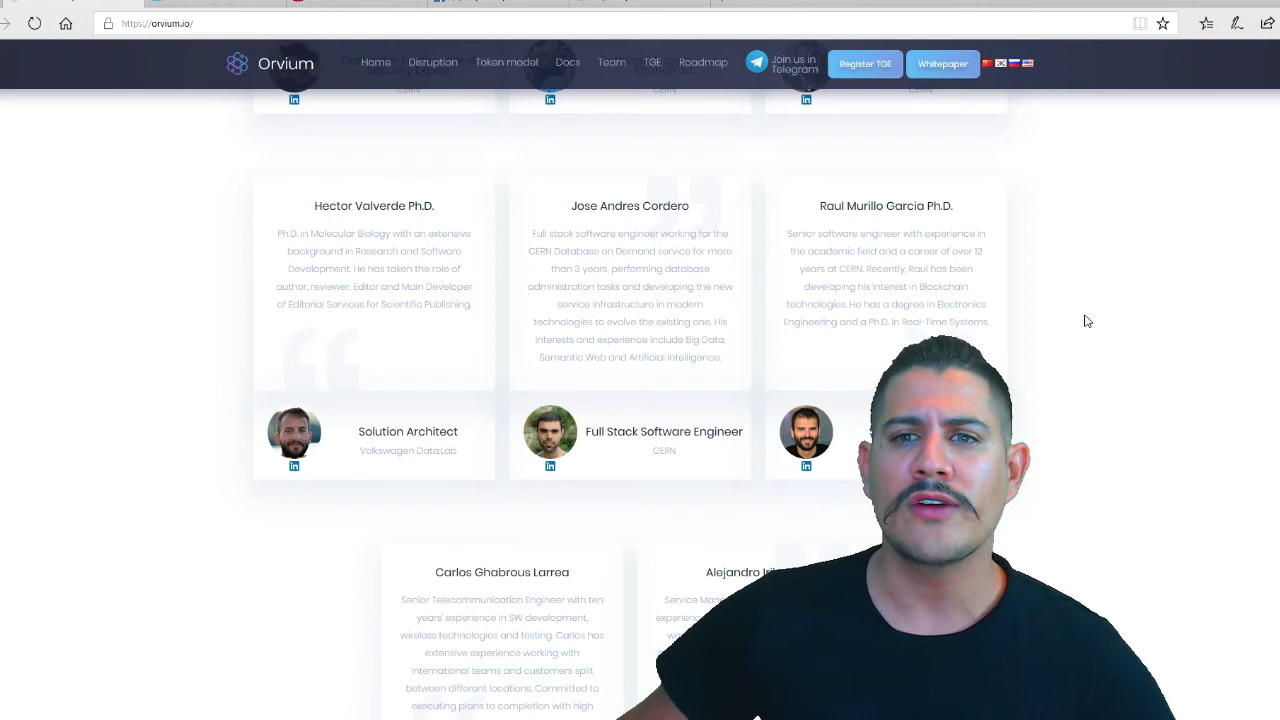 https://orvium.io/
Orvium
Home
Disruption
Token model
Docs
Team
TGE
Roadmap
Join us in
Telegram
Register TGE
Whitepaper
Security Expert
CERN
CERN
Hector Valverde Ph.D.
Ph.D. in Molecular Biology with an extensive
background in Research and Software
Development. He has taken the role of
author, reviewer, Editor and Main Developer
of Editorial Services for Scientific Publishing.
Solution Architect
Volkswagen Data:Lab
Jose Andres Cordero
Full stack software engineer working for the
CERN Database on Demand service for more
than 3 years, performing database
administration tasks and developing the new
service infrastructure in modern
technologies to evolve the existing one. His
interests and experience include Big Data,
Semantic Web and Artificial Intelligence.
Full Stack Software Engineer
CERN
Raul Murillo Garcia Ph.D.
Senior software engineer with experience in
the academic field and a career of over 12
years at CERN. Recently, Raul has been
developing his interest in Blockchain
technologies. He has a degree in Electronics
Engineering and a Ph.D. in Real-Time Systems.
Carlos Ghabrous Larrea
Senior Telecommunication Engineer with ten
years' experience in SW development,
wireless technologies and testing. Carlos has
extensive experience working with
international teams and customers split
between different locations. Committed to
executing plans to completion with high
Alejandro
Service